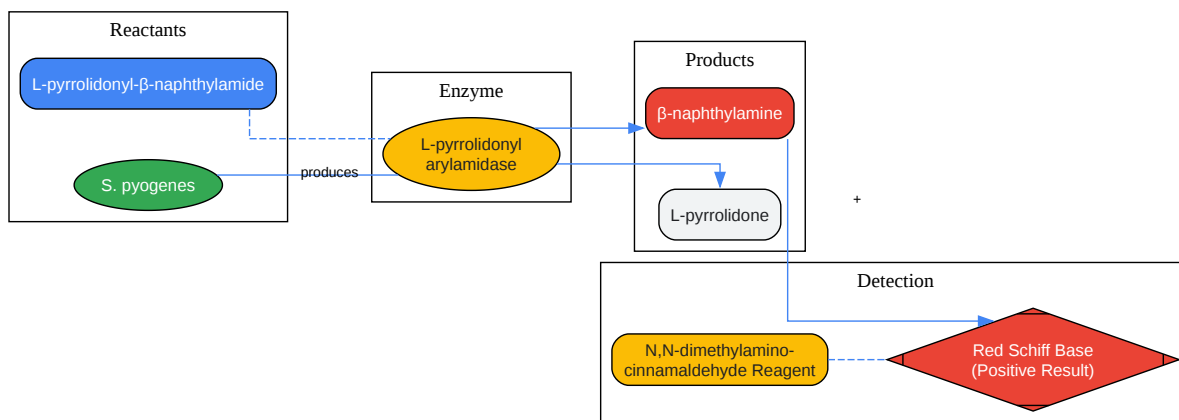 Reactants
L-pyrrolidonyl-β-naphthylamide
S. pyogenes
produces
Enzyme
L-pyrrolidonyl
arylamidase
Products
β-naphthylamine
L-pyrrolidone
+
Detection
N,N-dimethylamino-
cinnamaldehyde Reagent
Red Schiff Base
(Positive Result)